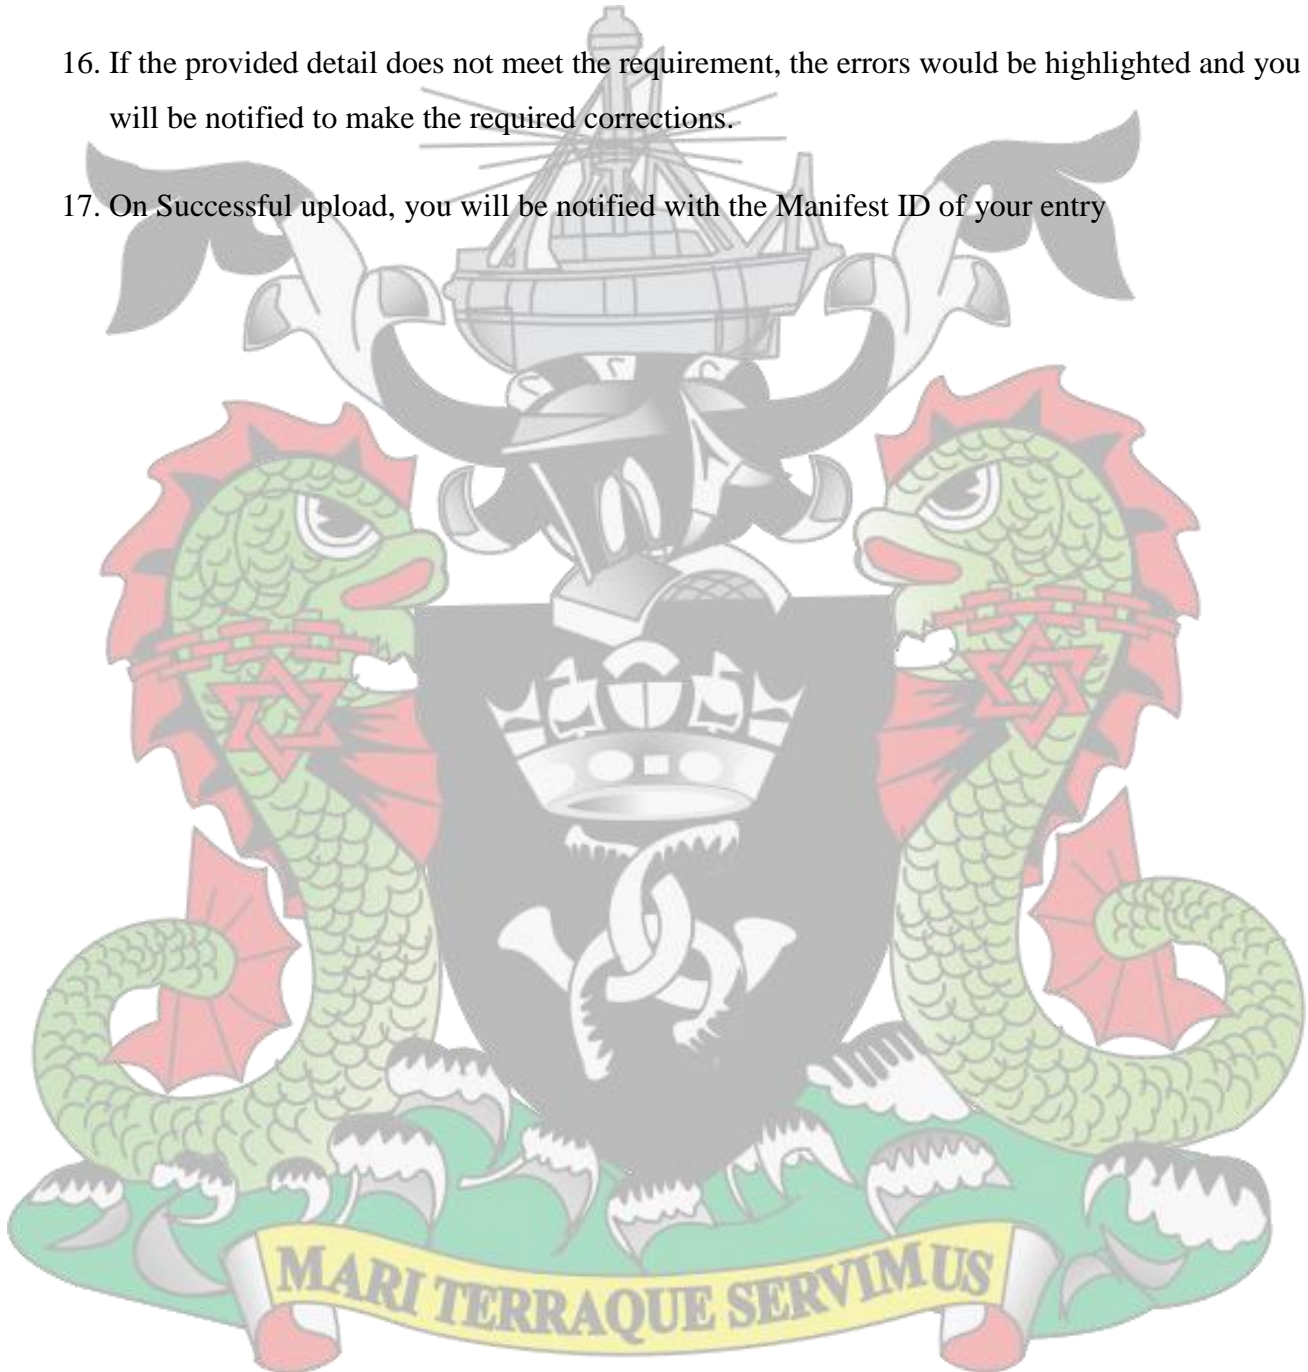 16. If the provided detail does not meet the requirement, the errors would be highlighted and you
will be notified to make the required corrections.
17. On Successful upload, you will be notified with the Manifest ID of your entry
MARI TERRAQUE SERVIMUS